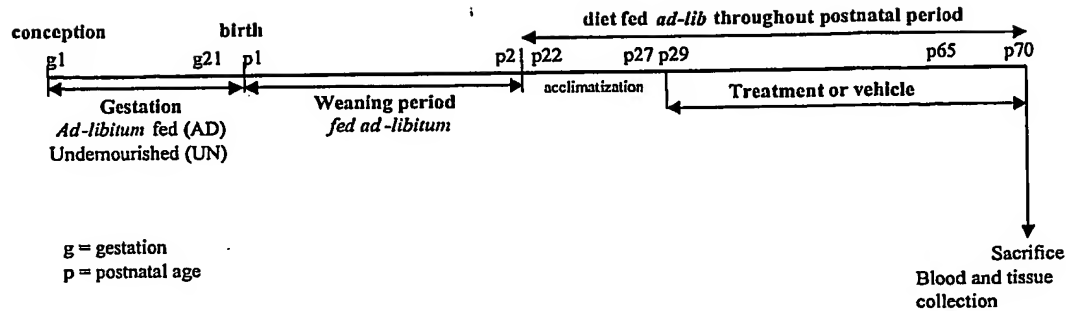 diet fed ad-lib throughout postnatal period
conception
birth
g1
g21
p1
p21
p22
p27
p29
p65
p70
acclimatization
Gestation
Ad-libitum fed (AD)
Undernourished (UN)
Weaning period
fed ad-libitum
Treatment or vehicle
g = gestation
p = postnatal age
Sacrifice
Blood and tissue
collection